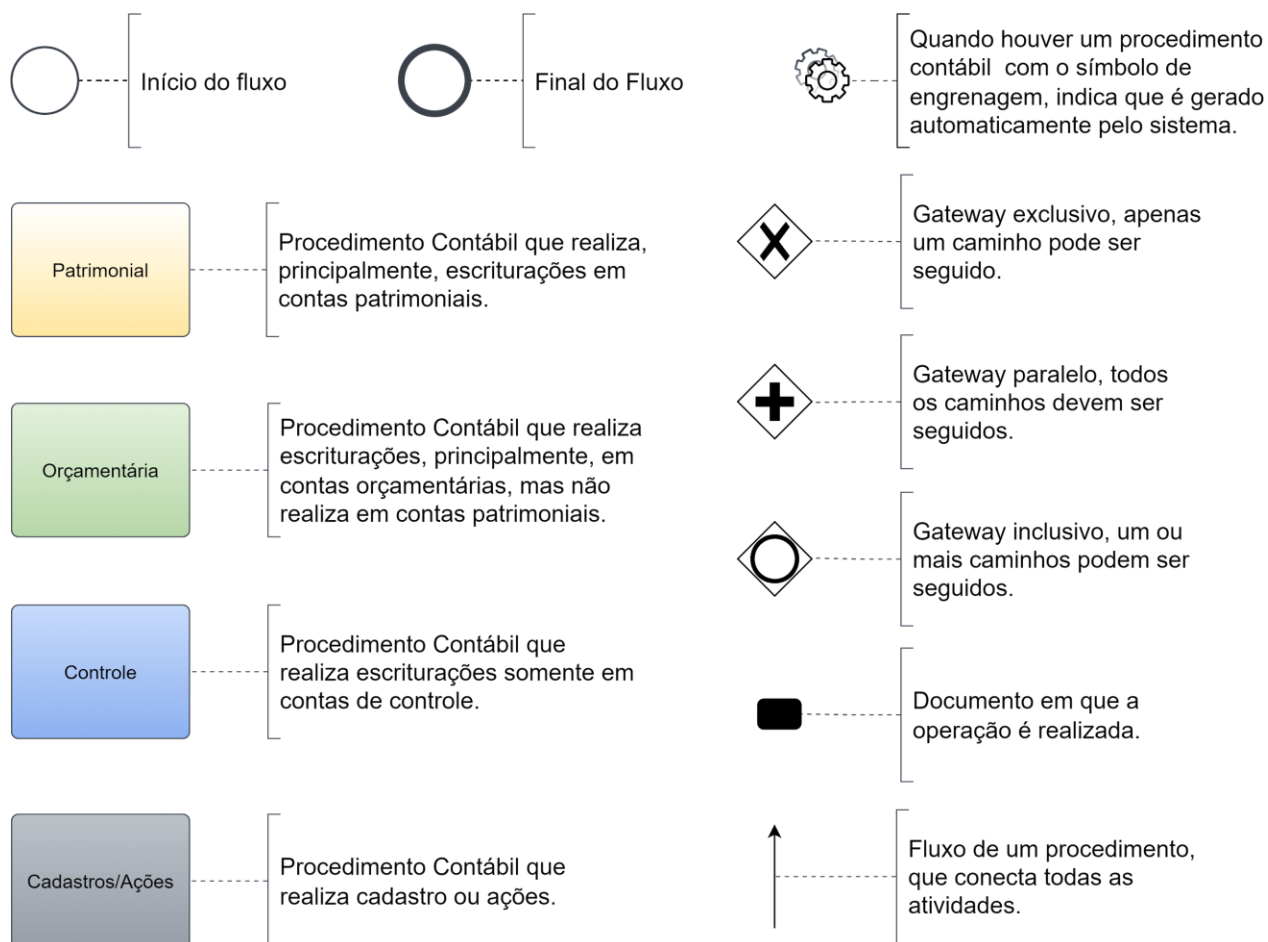 Início do fluxo
Final do Fluxo
Quando houver um procedimento
contábil com o símbolo de
engrenagem, indica que é gerado
automaticamente pelo sistema.
Patrimonial
Procedimento Contábil que realiza,
principalmente, escriturações em
contas patrimoniais.
Gateway exclusivo, apenas
um caminho pode ser
seguido.
Orçamentária
Procedimento Contábil que realiza
escriturações, principalmente, em
contas orçamentárias, mas não
realiza em contas patrimoniais.
Gateway paralelo, todos
os caminhos devem ser
seguidos.
Gateway inclusivo, um ou
mais caminhos podem ser
seguidos.
Controle
Procedimento Contábil que
realiza escriturações somente em
contas de controle.
Documento em que a
operação é realizada.
Cadastros/Ações
Procedimento Contábil que
realiza cadastro ou ações.
Fluxo de um procedimento,
que conecta todas as
atividades.